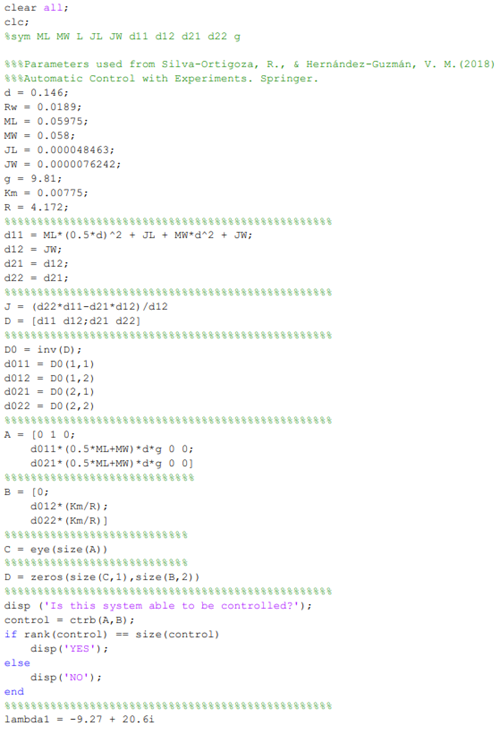 clear all;
clc;
%sym ML MW L JL JW d11 d12 d21 d22 g
%%%Parameters used from Silva-Ortigoza, R., & Hernández-Guzmán, V. M.(2018)
%%%Automatic Control with Experiments. Springer.
d = 0.146;
Rw = 0.0189;
ML = 0.05975;
MW = 0.058;
JL = 0.000048463;
JW = 0.0000076242;
g = 9.81;
Km = 0.00775;
R = 4.172;
%%%%%%%%%%%%%%%%%%%%%%%%%%%%%%%%%%%%%%%%%%%%%%%%%%%%%
d11 = ML*(0.5*d)^2 + JL + MW*d^2 + JW;
d12 = JW;
d21 = d12;
d22 = d21;
%%%%%%%%%%%%%%%%%%%%%%%%%%%%%%%%%%%%%%%%%%%%%%%%%%%%%
J = (d22*d11-d21*d12)/d12
D = [d11 d12;d21 d22]
%%%%%%%%%%%%%%%%%%%%%%%%%%%%%%%%%%%%%%%%%%%%%%%%%%%%%
D0 = inv(D);
d011 = D0(1,1)
d012 = D0(1,2)
d021 = D0(2,1)
d022 = D0(2,2)
%%%%%%%%%%%%%%%%%%%%%%%%%%%%%%%%%%%%%%%%%%%%%%%%%%%%%
A = [0 1 0;
d011*(0.5*ML+MW)*d*g 0 0;
d021*(0.5*ML+MW)*d*g 0 0]
%%%%%%%%%%%%%%%%%%%%%%%%%%%%%%%
B = [0;
d012*(Km/R);
d022*(Km/R)]
%%%%%%%%%%%%%%%%%%%%%%%%%%%%%%
C = eye(size(A))
%%%%%%%%%%%%%%%%%%%%%%%%%%%%%%
D = zeros(size(C,1),size(B,2))
%%%%%%%%%%%%%%%%%%%%%%%%%%%%%%%%%%%%%%%%%%%%%%%%%%%%%
disp ('Is this system able to be controlled?');
control = ctrb(A,B);
if rank(control) == size(control)
disp('YES');
else
disp('NO');
end
%%%%%%%%%%%%%%%%%%%%%%%%%%%%%%%%%%%%%%%%%%%%%%%%%%%%%
lambda1 = -9.27 + 20.6i